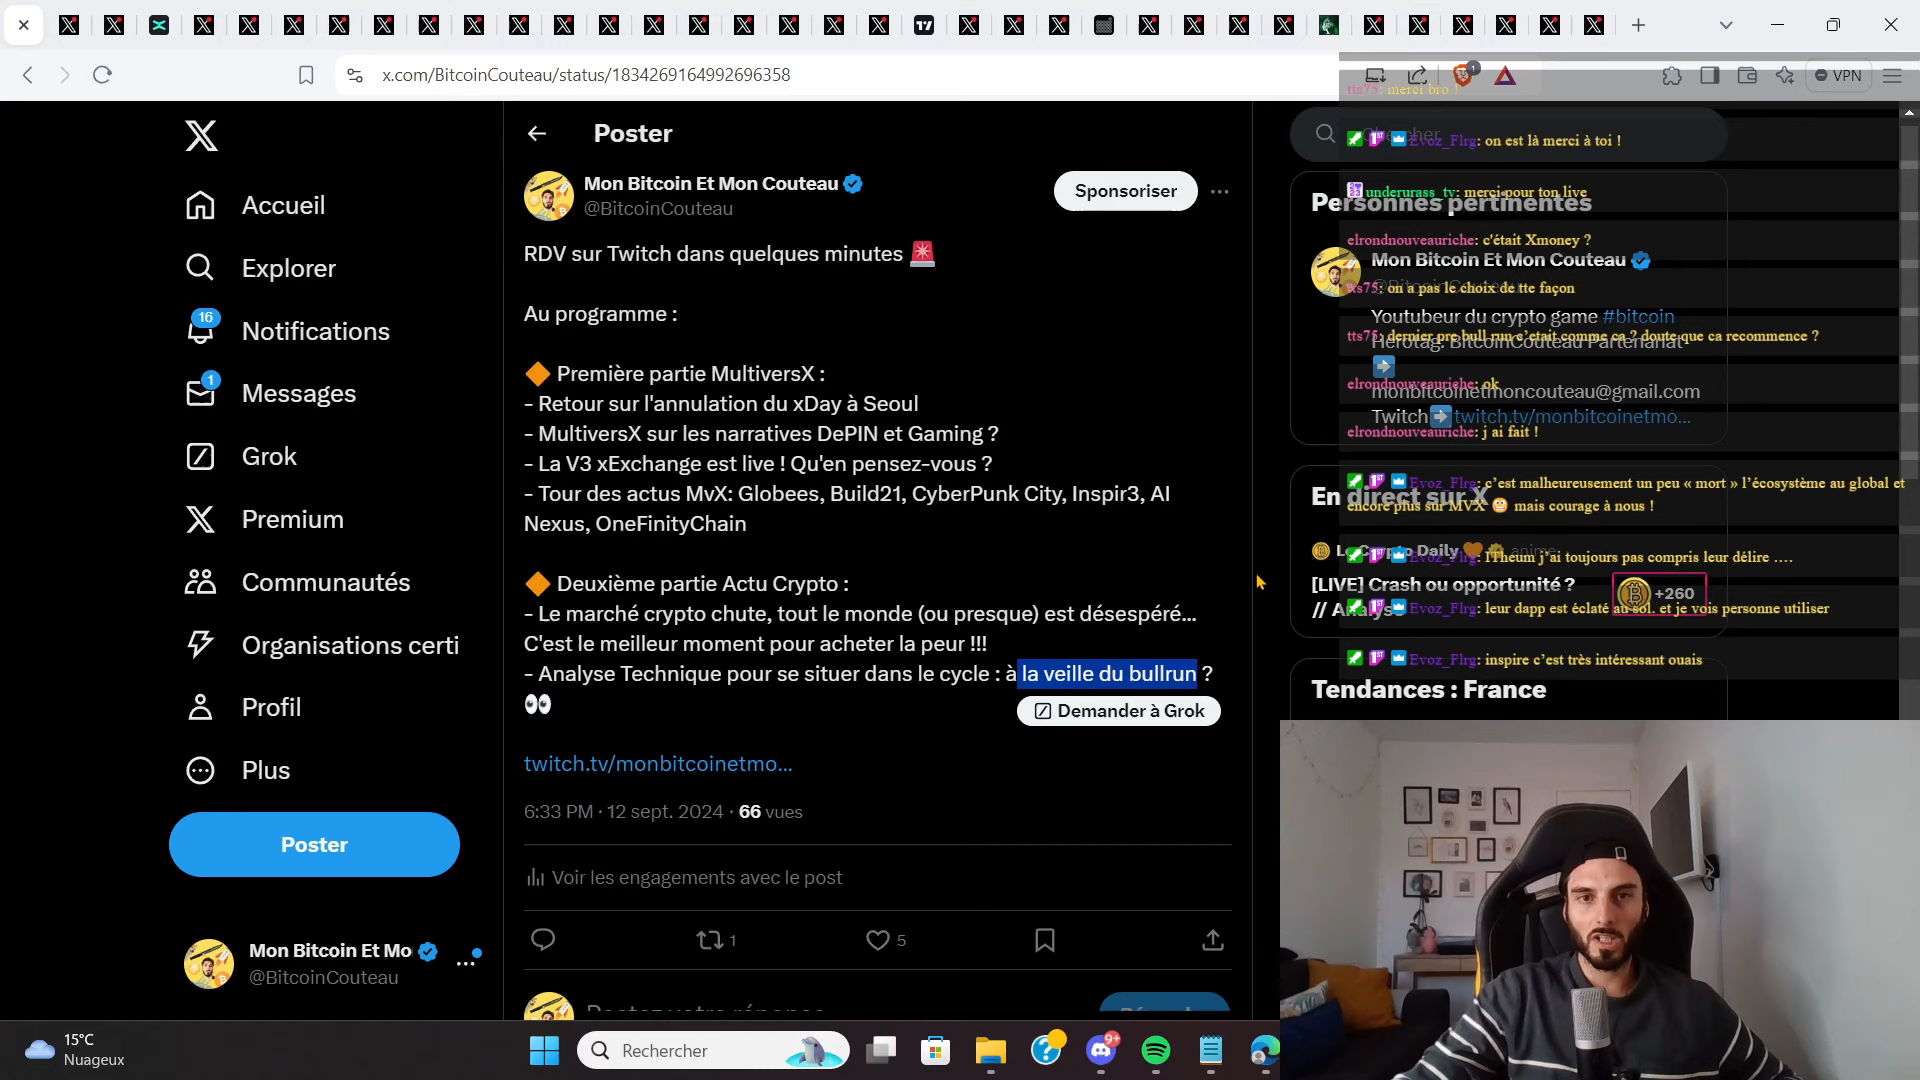 x.com/BitcoinCouteau/status/1834269164992696358
VPN
Accueil
Explorer
16
Notifications
1
Messages
Grok
Premium
Communautés
Organisations certi
Profil
Plus
Poster
Mon Bitcoin Et Mo
@BitcoinCouteau
Poster
Mon Bitcoin Et Mon Couteau
@BitcoinCouteau
Sponsoriser
RDV sur Twitch dans quelques minutes 🚨
Au programme :
🔶 Première partie MultiversX :
- Retour sur l'annulation du xDay à Seoul
- MultiversX sur les narratives DePIN et Gaming ?
- La V3 xExchange est live ! Qu'en pensez-vous ?
- Tour des actus MvX: Globees, Build21, CyberPunk City, Inspir3, AI
Nexus, OneFinityChain
🔶 Deuxième partie Actu Crypto :
- Le marché crypto chute, tout le monde (ou presque) est désespéré...
C'est le meilleur moment pour acheter la peur !!!
- Analyse Technique pour se situer dans le cycle : à la veille du bullrun ?
👀
Demander à Grok
twitch.tv/monbitcoinetmo...
6:33 PM · 12 sept. 2024 · 66 vues
Voir les engagements avec le post
1
5
Postez votre réponse
tts75: merci bro !
Evoz_Flrg: on est là merci à toi !
underurass_tv: merci pour ton live
Personnes pertinentes
elrondnouveauriche: c'était Xmoney ?
Mon Bitcoin Et Mon Couteau
tts75: on a pas le choix de tte façon
Youtubeur du crypto game #bitcoin
tts75: dernier pre bull run c'etait comme ca ? doute que ca recommence ?
Herotag: BitcoinCouteau Partenariat
➡️
elrondnouveauriche: ok
monbitcoinetmoncouteau@gmail.com
Twitch ➡️ twitch.tv/monbitcoinetmo...
elrondnouveauriche: j ai fait !
Evoz_Flrg: c'est malheureusement un peu « mort » l'écosystème au global et
En direct sur X
encore plus sur MVX 😬 mais courage à nous !
Evoz_Flrg: ITheum j'ai toujours pas compris leur délire ….
[LIVE] Crash ou opportunité ?
+260
Evoz_Flrg: leur dapp est éclaté au sol. et je vois personne utiliser
Evoz_Flrg: inspire c'est très intéressant ouais
Tendances : France
15°C
Nuageux
Rechercher
9+